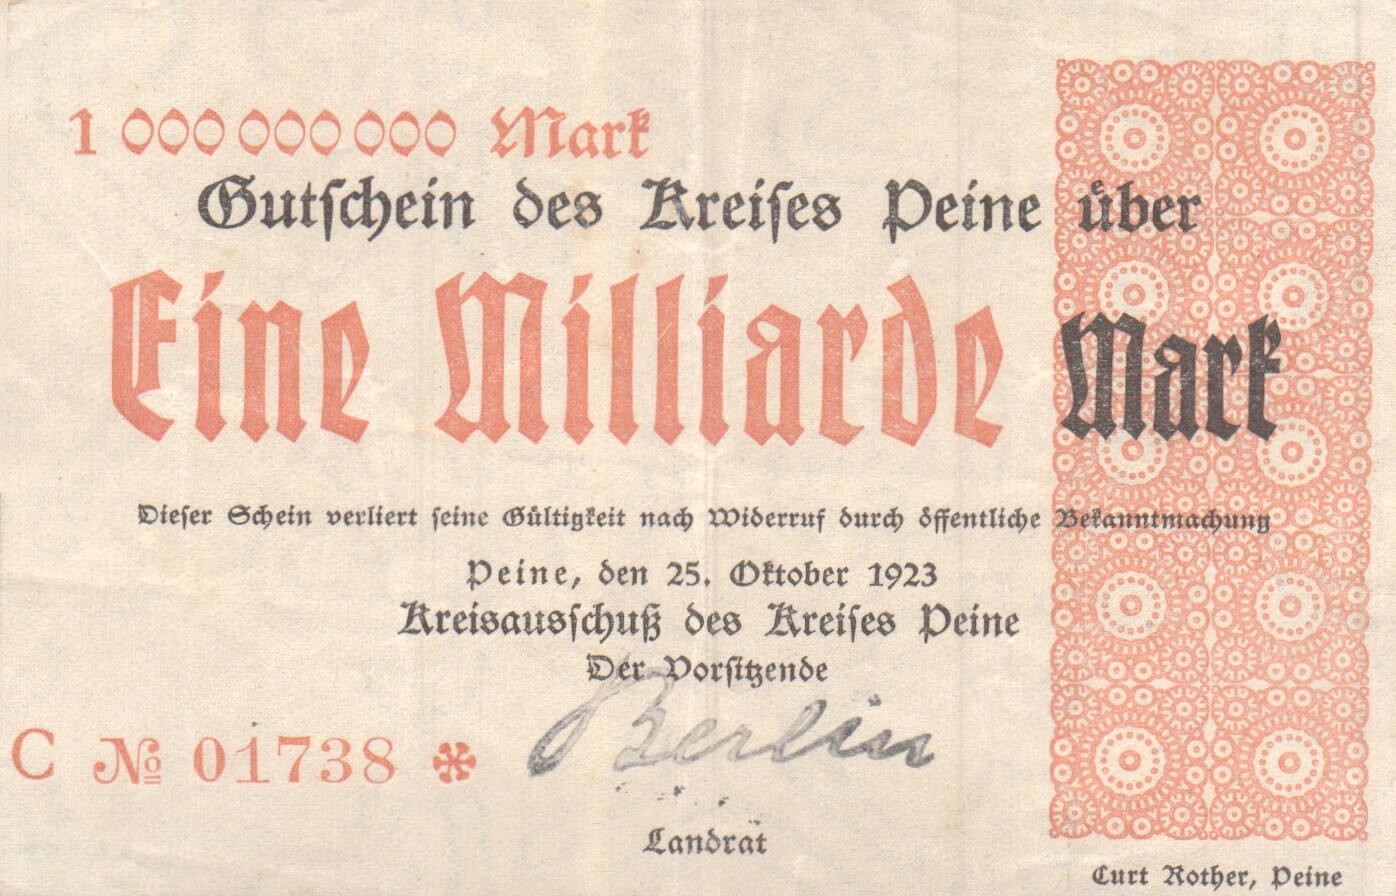 1 000 000 000 Mark
Gutschein des Kreises Peine über
Eine Milliarde Mark
Dieser Schein verliert seine Gültigkeit nach Widerruf durch öffentliche Bekanntmachung
Peine, den 25. Oktober 1923
Kreisausschuß des Kreises Peine
Der Vorsitzende
Berlin
C № 01738 *
Landrat
Curt Rother, Peine